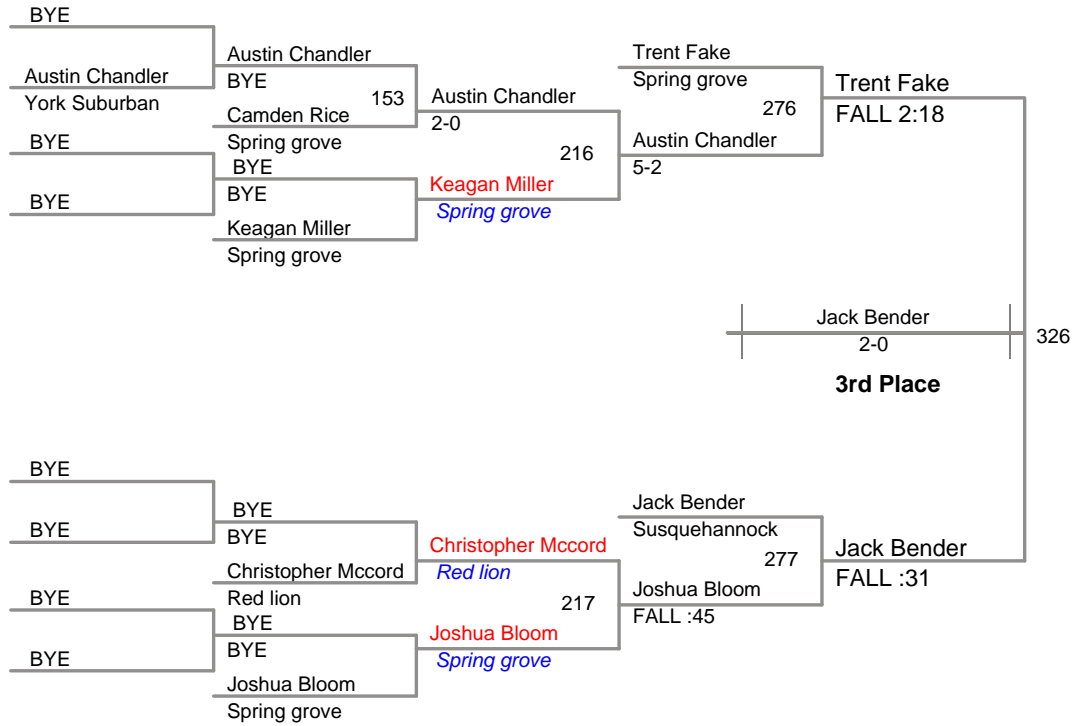 BYE
Austin Chandler
York Suburban
BYE
BYE
Austin Chandler
BYE
153
Camden Rice
Spring grove
BYE
BYE
Keagan Miller
Spring grove
Austin Chandler
2-0
216
Keagan Miller
Spring grove
Trent Fake
Spring grove
276
Austin Chandler
5-2
Trent Fake
FALL 2:18
Jack Bender
2-0
326
3rd Place
BYE
BYE
BYE
BYE
BYE
BYE
Christopher Mccord
Red lion
BYE
BYE
Joshua Bloom
Spring grove
Christopher Mccord
Red lion
217
Joshua Bloom
Spring grove
Jack Bender
Susquehannock
277
Joshua Bloom
FALL :45
Jack Bender
FALL :31